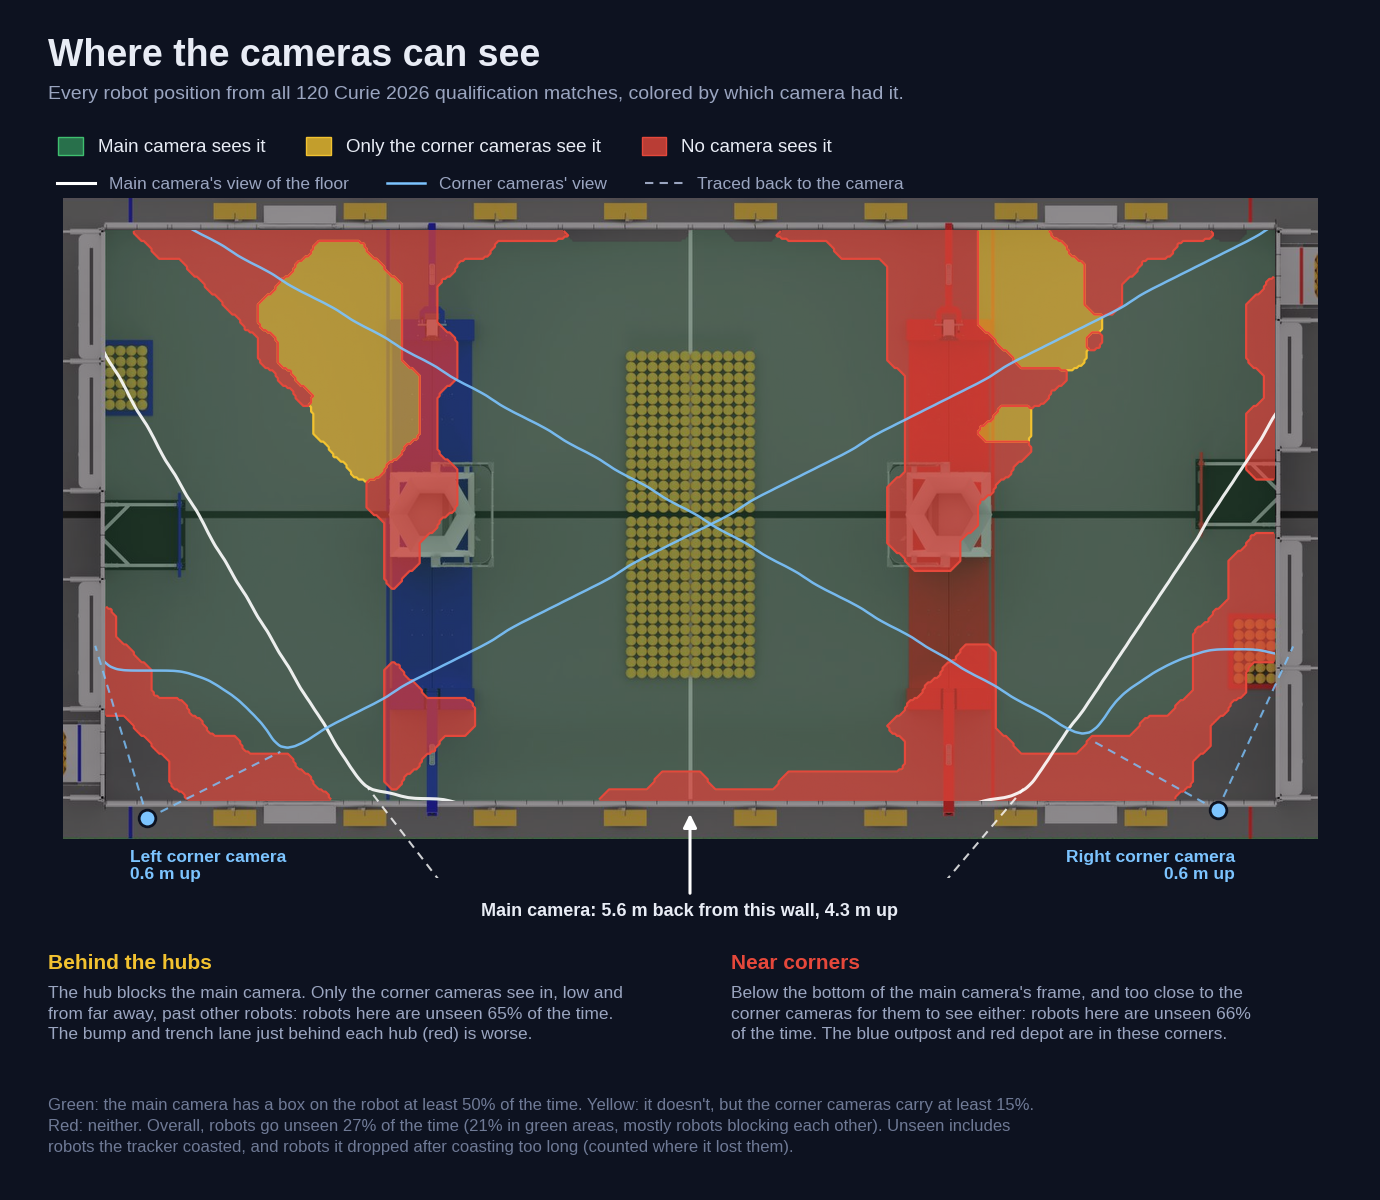 Where the cameras can see
Every robot position from all 120 Curie 2026 qualification matches, colored by which camera had it.
Main camera sees it
Only the corner cameras see it
No camera sees it
Main camera's view of the floor
Corner cameras' view
Traced back to the camera
Left corner camera
0.6 m up
Right corner camera
0.6 m up
Main camera: 5.6 m back from this wall, 4.3 m up
Behind the hubs
The hub blocks the main camera. Only the corner cameras see in, low and
from far away, past other robots: robots here are unseen 65% of the time.
The bump and trench lane just behind each hub (red) is worse.
Near corners
Below the bottom of the main camera's frame, and too close to the
corner cameras for them to see either: robots here are unseen 66%
of the time. The blue outpost and red depot are in these corners.
Green: the main camera has a box on the robot at least 50% of the time. Yellow: it doesn't, but the corner cameras carry at least 15%.
Red: neither. Overall, robots go unseen 27% of the time (21% in green areas, mostly robots blocking each other). Unseen includes
robots the tracker coasted, and robots it dropped after coasting too long (counted where it lost them).